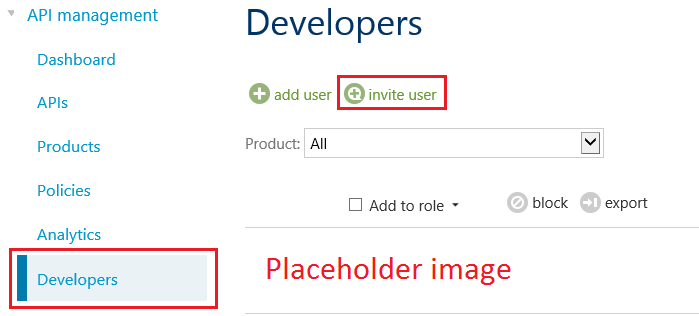 API management
Dashboard
APIs
Products
Policies
Analytics
Developers
Developers
add user invite user
Product: All
Add to role block export
Placeholder image